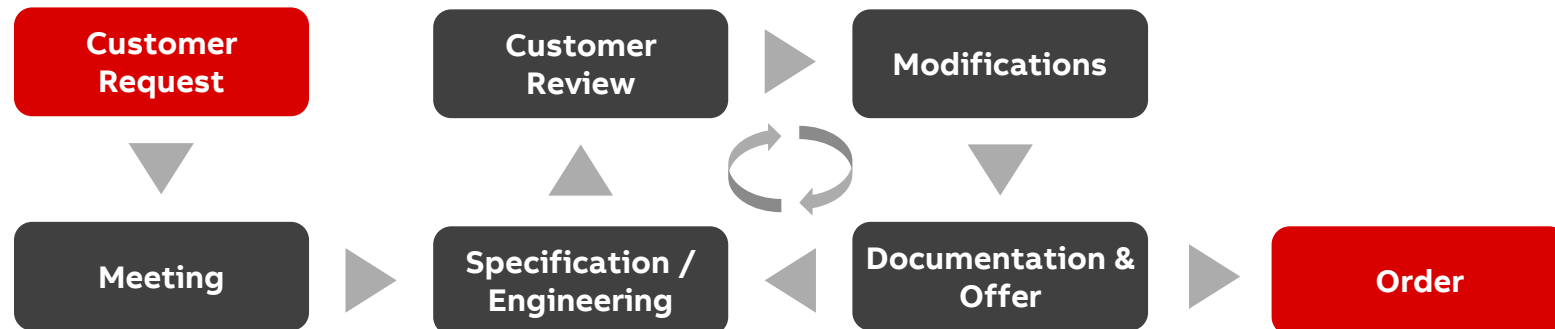 Customer
Request
Customer
Review
Modifications
Meeting
Specification /
Engineering
Documentation &
Offer
Order